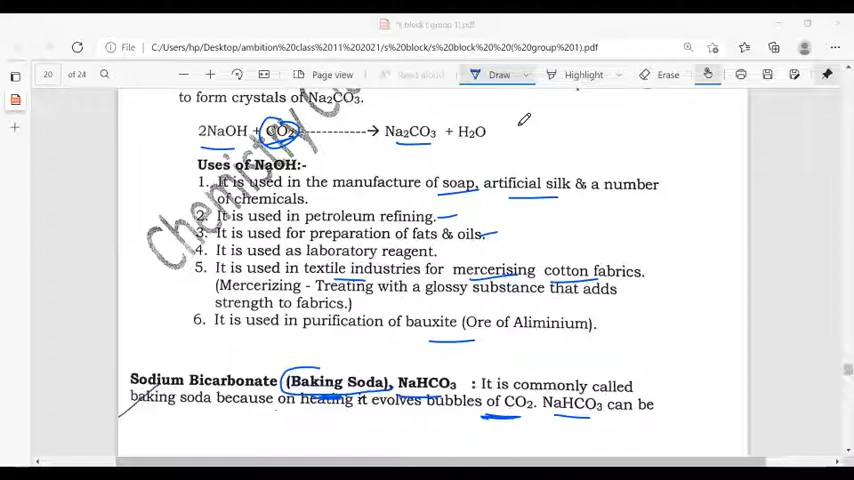 's block ( group 1).pdf
File
C:/Users/hp/Desktop/ambition%20class%2011%202021/s%20block/s%20block%20%20(%20group%201).pdf
20 of 24
Page view
Read aloud
Draw
Highlight
Erase
to form crystals of Na2CO3.
2NaOH + CO2-----------→ Na2CO3 + H2O
Uses of NaOH:-
1. It is used in the manufacture of soap, artificial silk & a number
of chemicals.
2. It is used in petroleum refining.
3. It is used for preparation of fats & oils.
4. It is used as laboratory reagent.
5. It is used in textile industries for mercerising cotton fabrics.
(Mercerizing - Treating with a glossy substance that adds
strength to fabrics.)
6. It is used in purification of bauxite (Ore of Aliminium).
Sodium Bicarbonate (Baking Soda), NaHCO3 : It is commonly called
baking soda because on heating it evolves bubbles of CO2. NaHCO3 can be
Chemistry